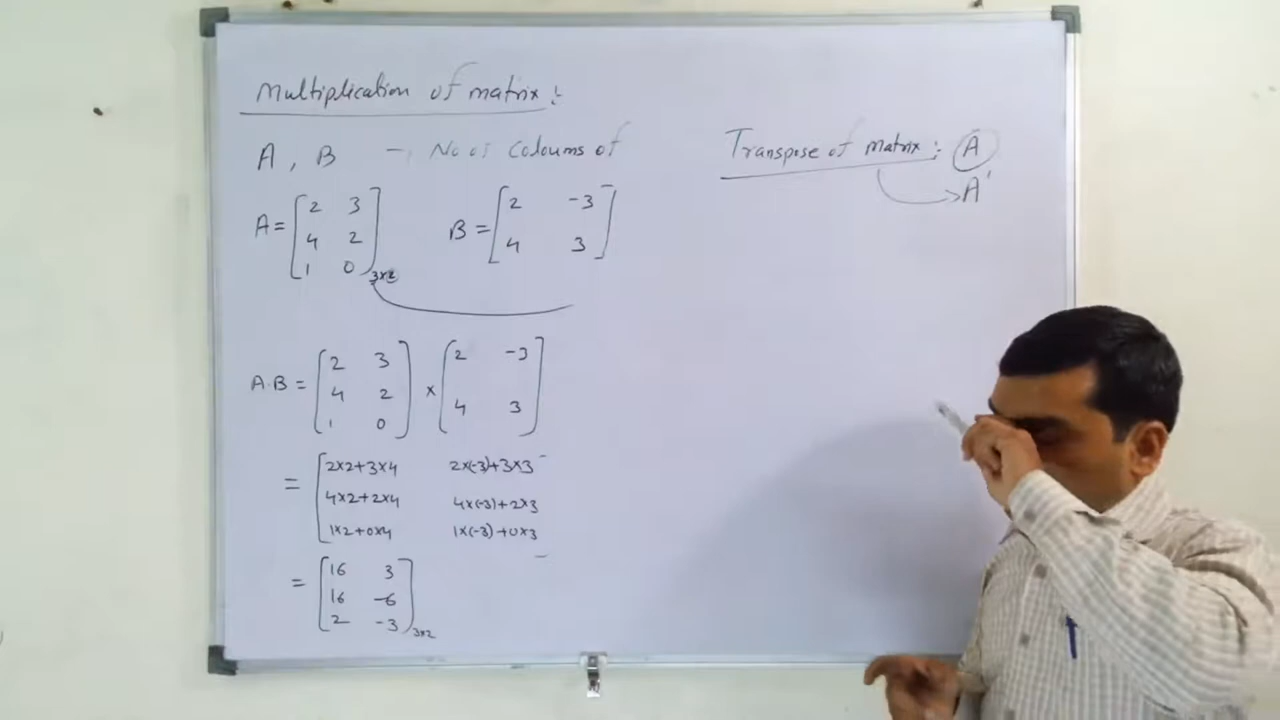 Multiplication of matrix :
A , B - No of Coloums of
A = [ 2 3
4 2
1 0 ] 3x2
B = [ 2 -3
4 3 ]
A.B = [ 2 3
4 2
1 0 ] x [ 2 -3
4 3 ]
= [ 2x2+3x4 2x(-3)+3x3
4x2+2x4 4x(-3)+2x3
1x2+0x4 1x(-3)+0x3
= [ 16 3
16 -6
2 -3 ] 3x2
Transpose of matrix : A
A'